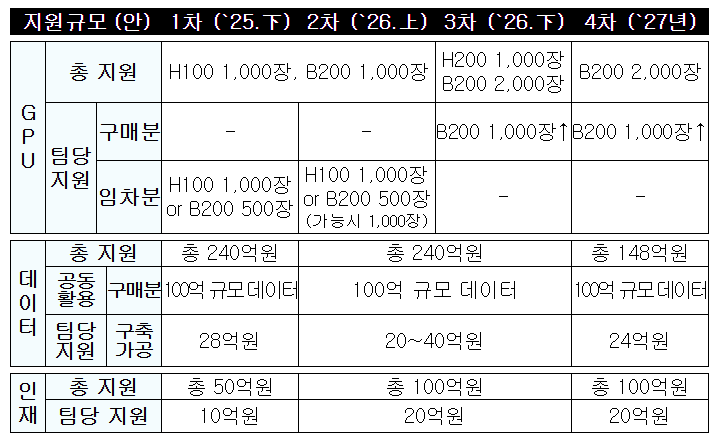 지원규모 (안) 1차 (`25.下) 2차 (`26.上) 3차 (`26.下) 4차 (`27년)
GPU
총 지원 H100 1,000장, B200 1,000장 H200 1,000장 B200 2,000장 B200 2,000장
팀당 지원
구매분 - - B200 1,000장↑ B200 1,000장↑
임차분 H100 1,000장 or B200 500장 H100 1,000장 or B200 500장 (가능시 1,000장) - -
데이터
총 지원 총 240억원 총 240억원 총 148억원
공동 활용 구매분 100억 규모 데이터 100억 규모 데이터 100억 규모 데이터
팀당 지원 구축 가공 28억원 20~40억원 24억원
인재
총 지원 총 50억원 총 100억원 총 100억원
팀당 지원 10억원 20억원 20억원